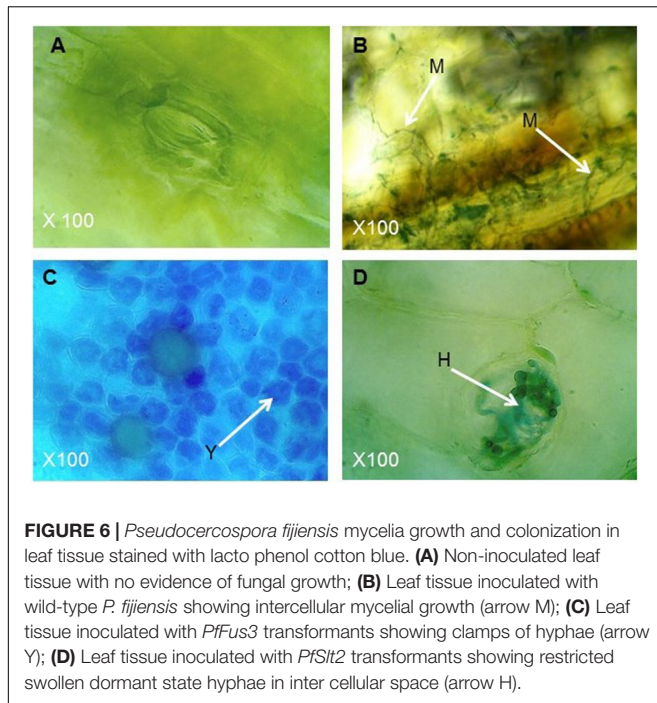 A
B
M
M
X 100
X100
C
D
H
Y
X100
X100
FIGURE 6 | Pseudocercospora fijiensis mycelia growth and colonization in
leaf tissue stained with lacto phenol cotton blue. (A) Non-inoculated leaf
tissue with no evidence of fungal growth; (B) Leaf tissue inoculated with
wild-type P. fijiensis showing intercellular mycelial growth (arrow M); (C) Leaf
tissue inoculated with PfFus3 transformants showing clamps of hyphae (arrow
Y); (D) Leaf tissue inoculated with PfSlt2 transformants showing restricted
swollen dormant state hyphae in inter cellular space (arrow H).